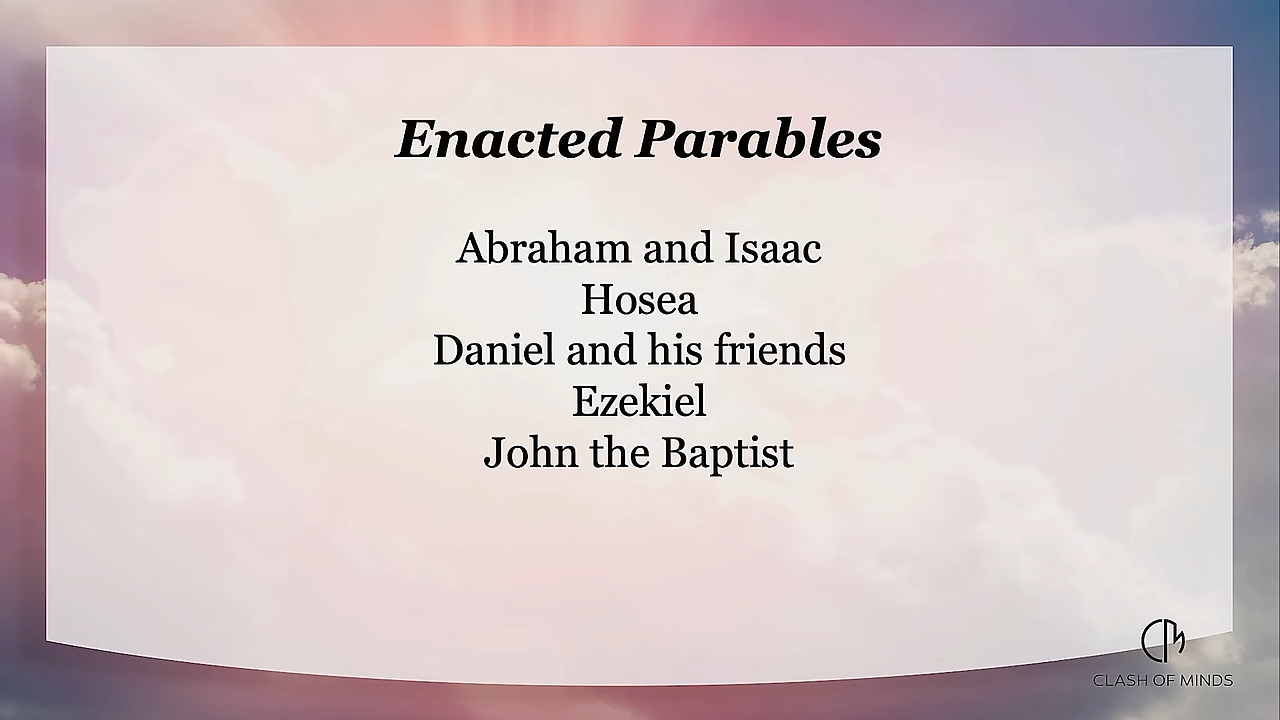 Enacted Parables
Abraham and Isaac
Hosea
Daniel and his friends
Ezekiel
John the Baptist
CLASH OF MINDS